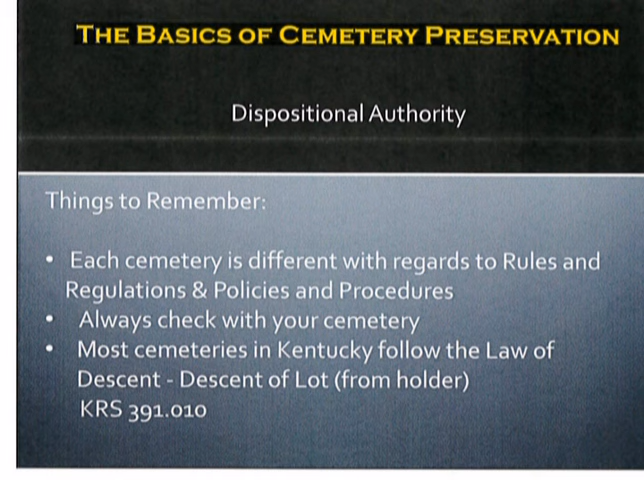 THE BASICS OF CEMETERY PRESERVATION
Dispositional Authority
Things to Remember:
• Each cemetery is different with regards to Rules and
Regulations & Policies and Procedures
• Always check with your cemetery
• Most cemeteries in Kentucky follow the Law of
Descent - Descent of Lot (from holder)
KRS 391.010